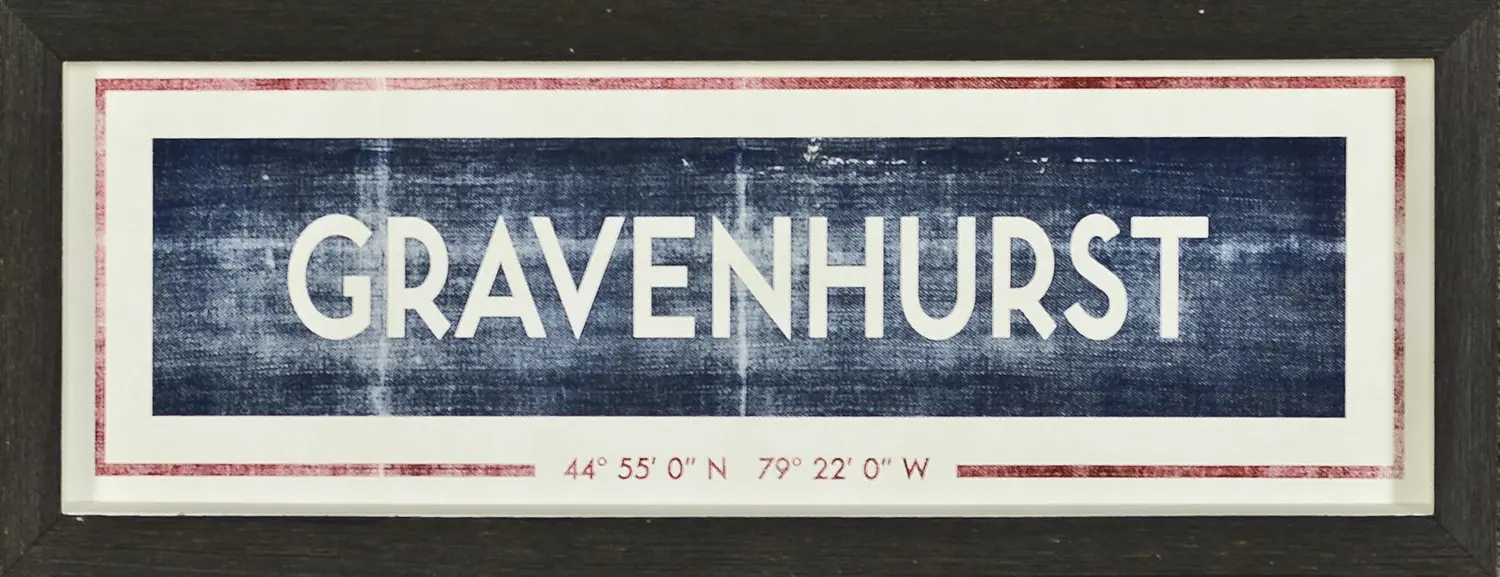 GRAVENHURST
44° 55' 0" N 79° 22' 0" W